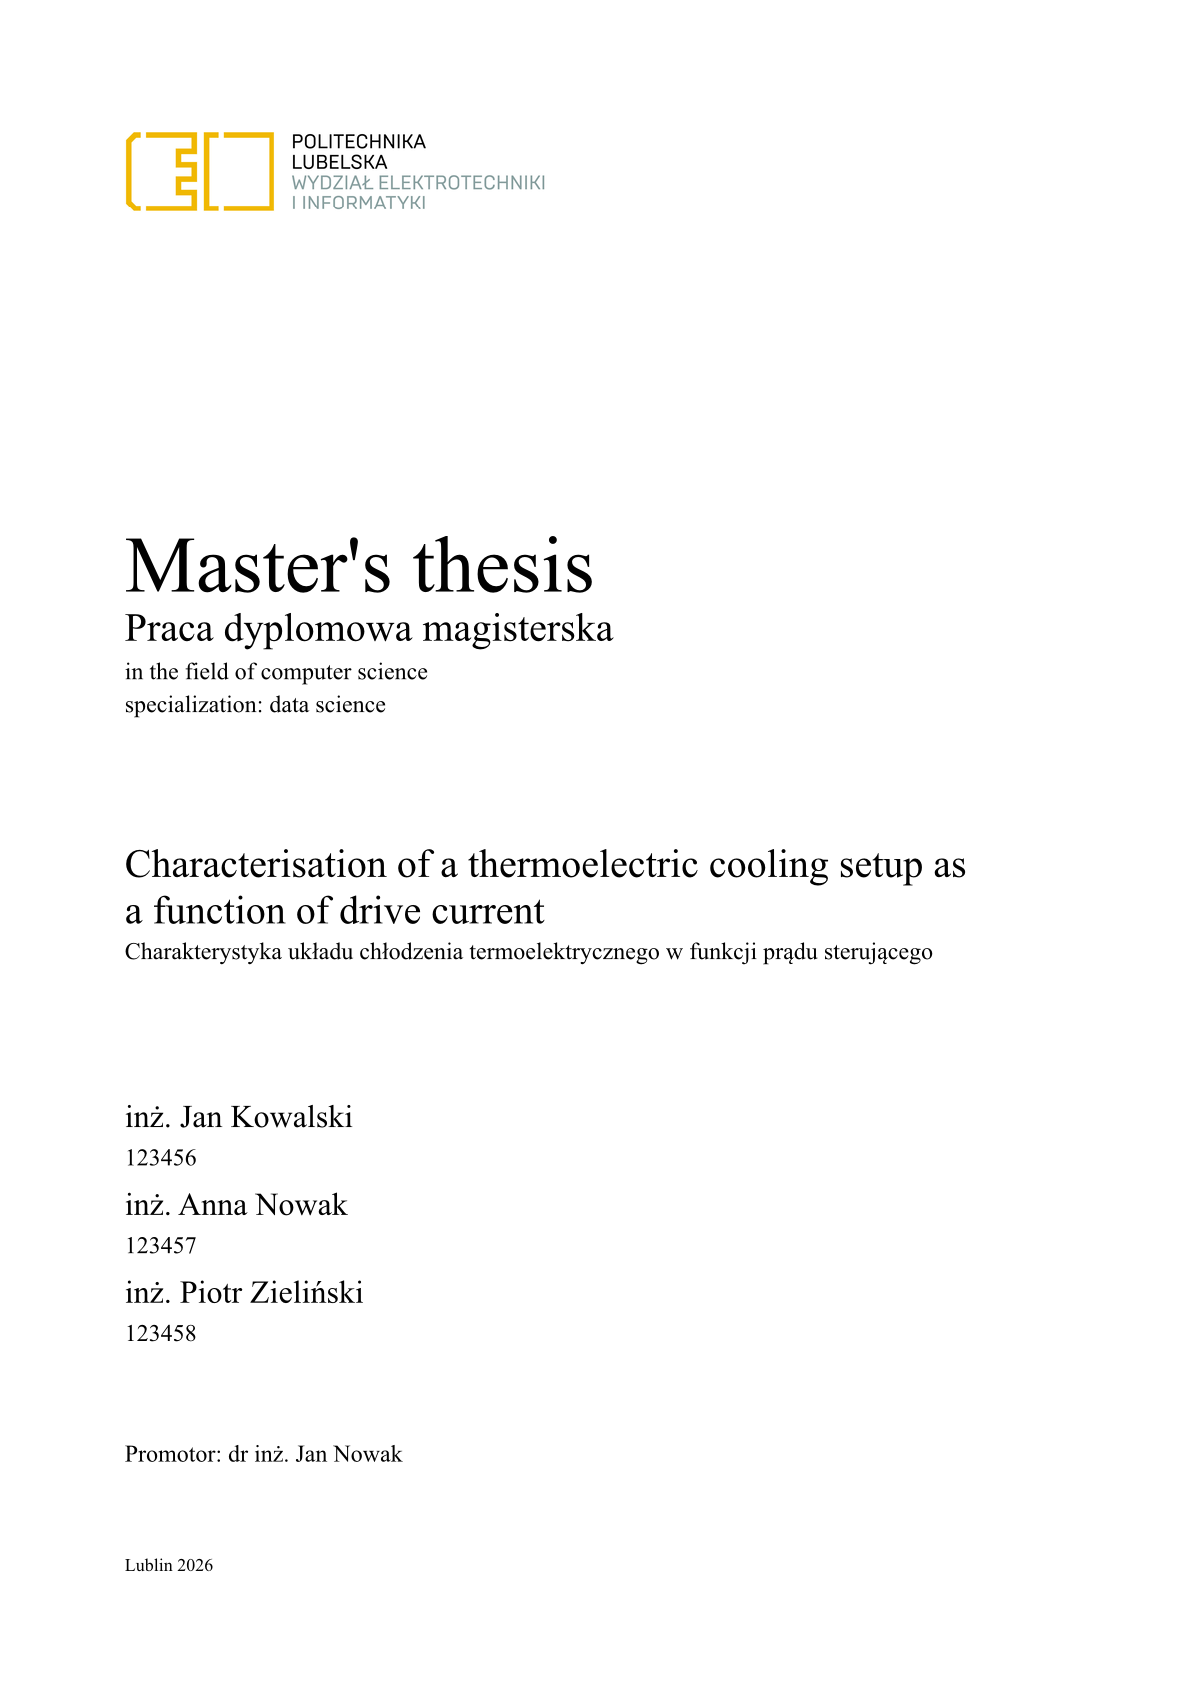 POLITECHNIKA
LUBELSKA
WYDZIAŁ ELEKTROTECHNIKI
I INFORMATYKI
Master's thesis
Praca dyplomowa magisterska
in the field of computer science
specialization: data science
Characterisation of a thermoelectric cooling setup as
a function of drive current
Charakterystyka układu chłodzenia termoelektrycznego w funkcji prądu sterującego
inż. Jan Kowalski
123456
inż. Anna Nowak
123457
inż. Piotr Zieliński
123458
Promotor: dr inż. Jan Nowak
Lublin 2026